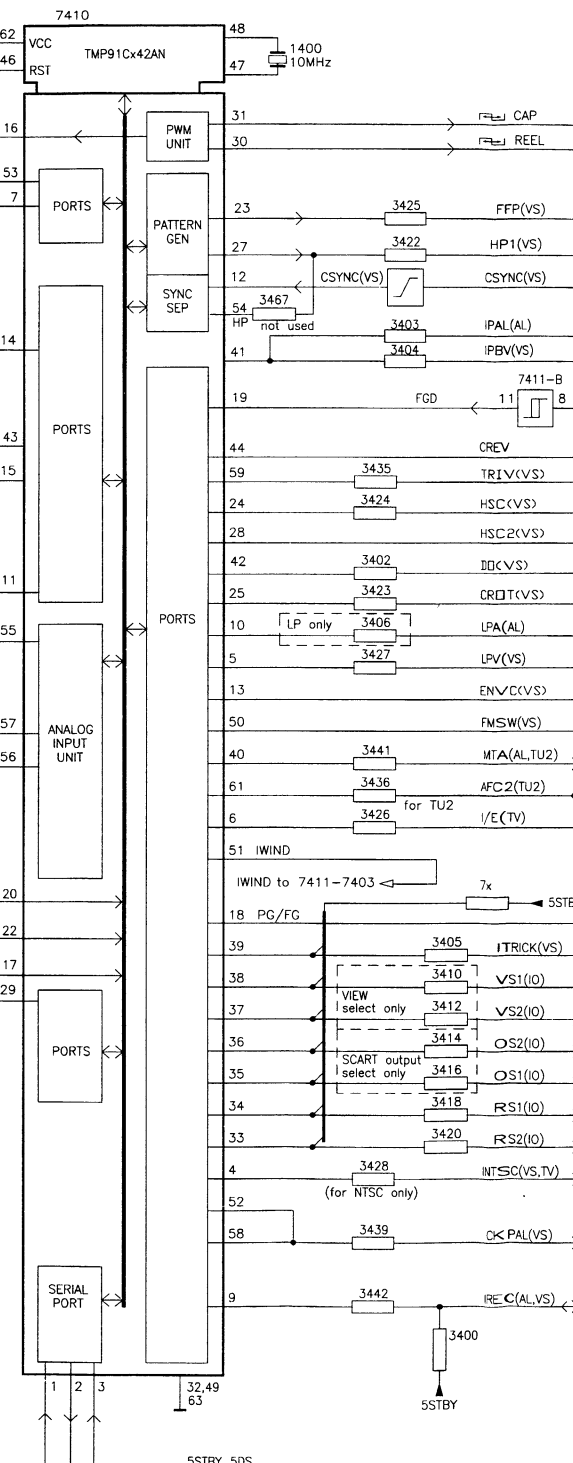 7410
62 VCC
TMP91Cx42AN
48
1400
10MHz
46 RST
47
16
PWM
UNIT
31
CAP
30
REEL
53
7
PORTS
PATTERN
GEN
23
3425
FFP(VS)
27
3422
HP1(VS)
12
CSYNC(VS)
CSYNC(VS)
SYNC
SEP
54
HP
3467
not used
14
3403
IPAL(AL)
41
3404
IPBV(VS)
7411-B
19
FGD
11
8
PORTS
43
44
CREV
15
59
3435
TRIV(VS)
24
3424
HSC(VS)
28
HSC2(VS)
42
3402
DO(VS)
11
25
3423
CROT(VS)
PORTS
10
LP only
3406
LPA(AL)
55
5
3427
LPV(VS)
13
ENVC(VS)
57
ANALOG
INPUT
UNIT
50
FMSW(VS)
56
40
3441
MTA(AL,TU2)
61
3436
for TU2
AFC2(TU2)
6
3426
I/E(TV)
51 IWIND
IWIND to 7411-7403
7x
5STB
20
18 PG/FG
22
39
3405
ITRICK(VS)
17
38
3410
VS1(IO)
29
VIEW
select only
37
3412
VS2(IO)
PORTS
36
3414
OS2(IO)
SCART output
select only
35
3416
OS1(IO)
34
3418
RS1(IO)
33
3420
RS2(IO)
4
3428
(for NTSC only)
INTSC(VS,TV)
52
58
3439
CKPAL(VS)
SERIAL
PORT
9
3442
IREC(AL,VS)
3400
5STBY
1 2 3
32,49
63
5STBY 5DS